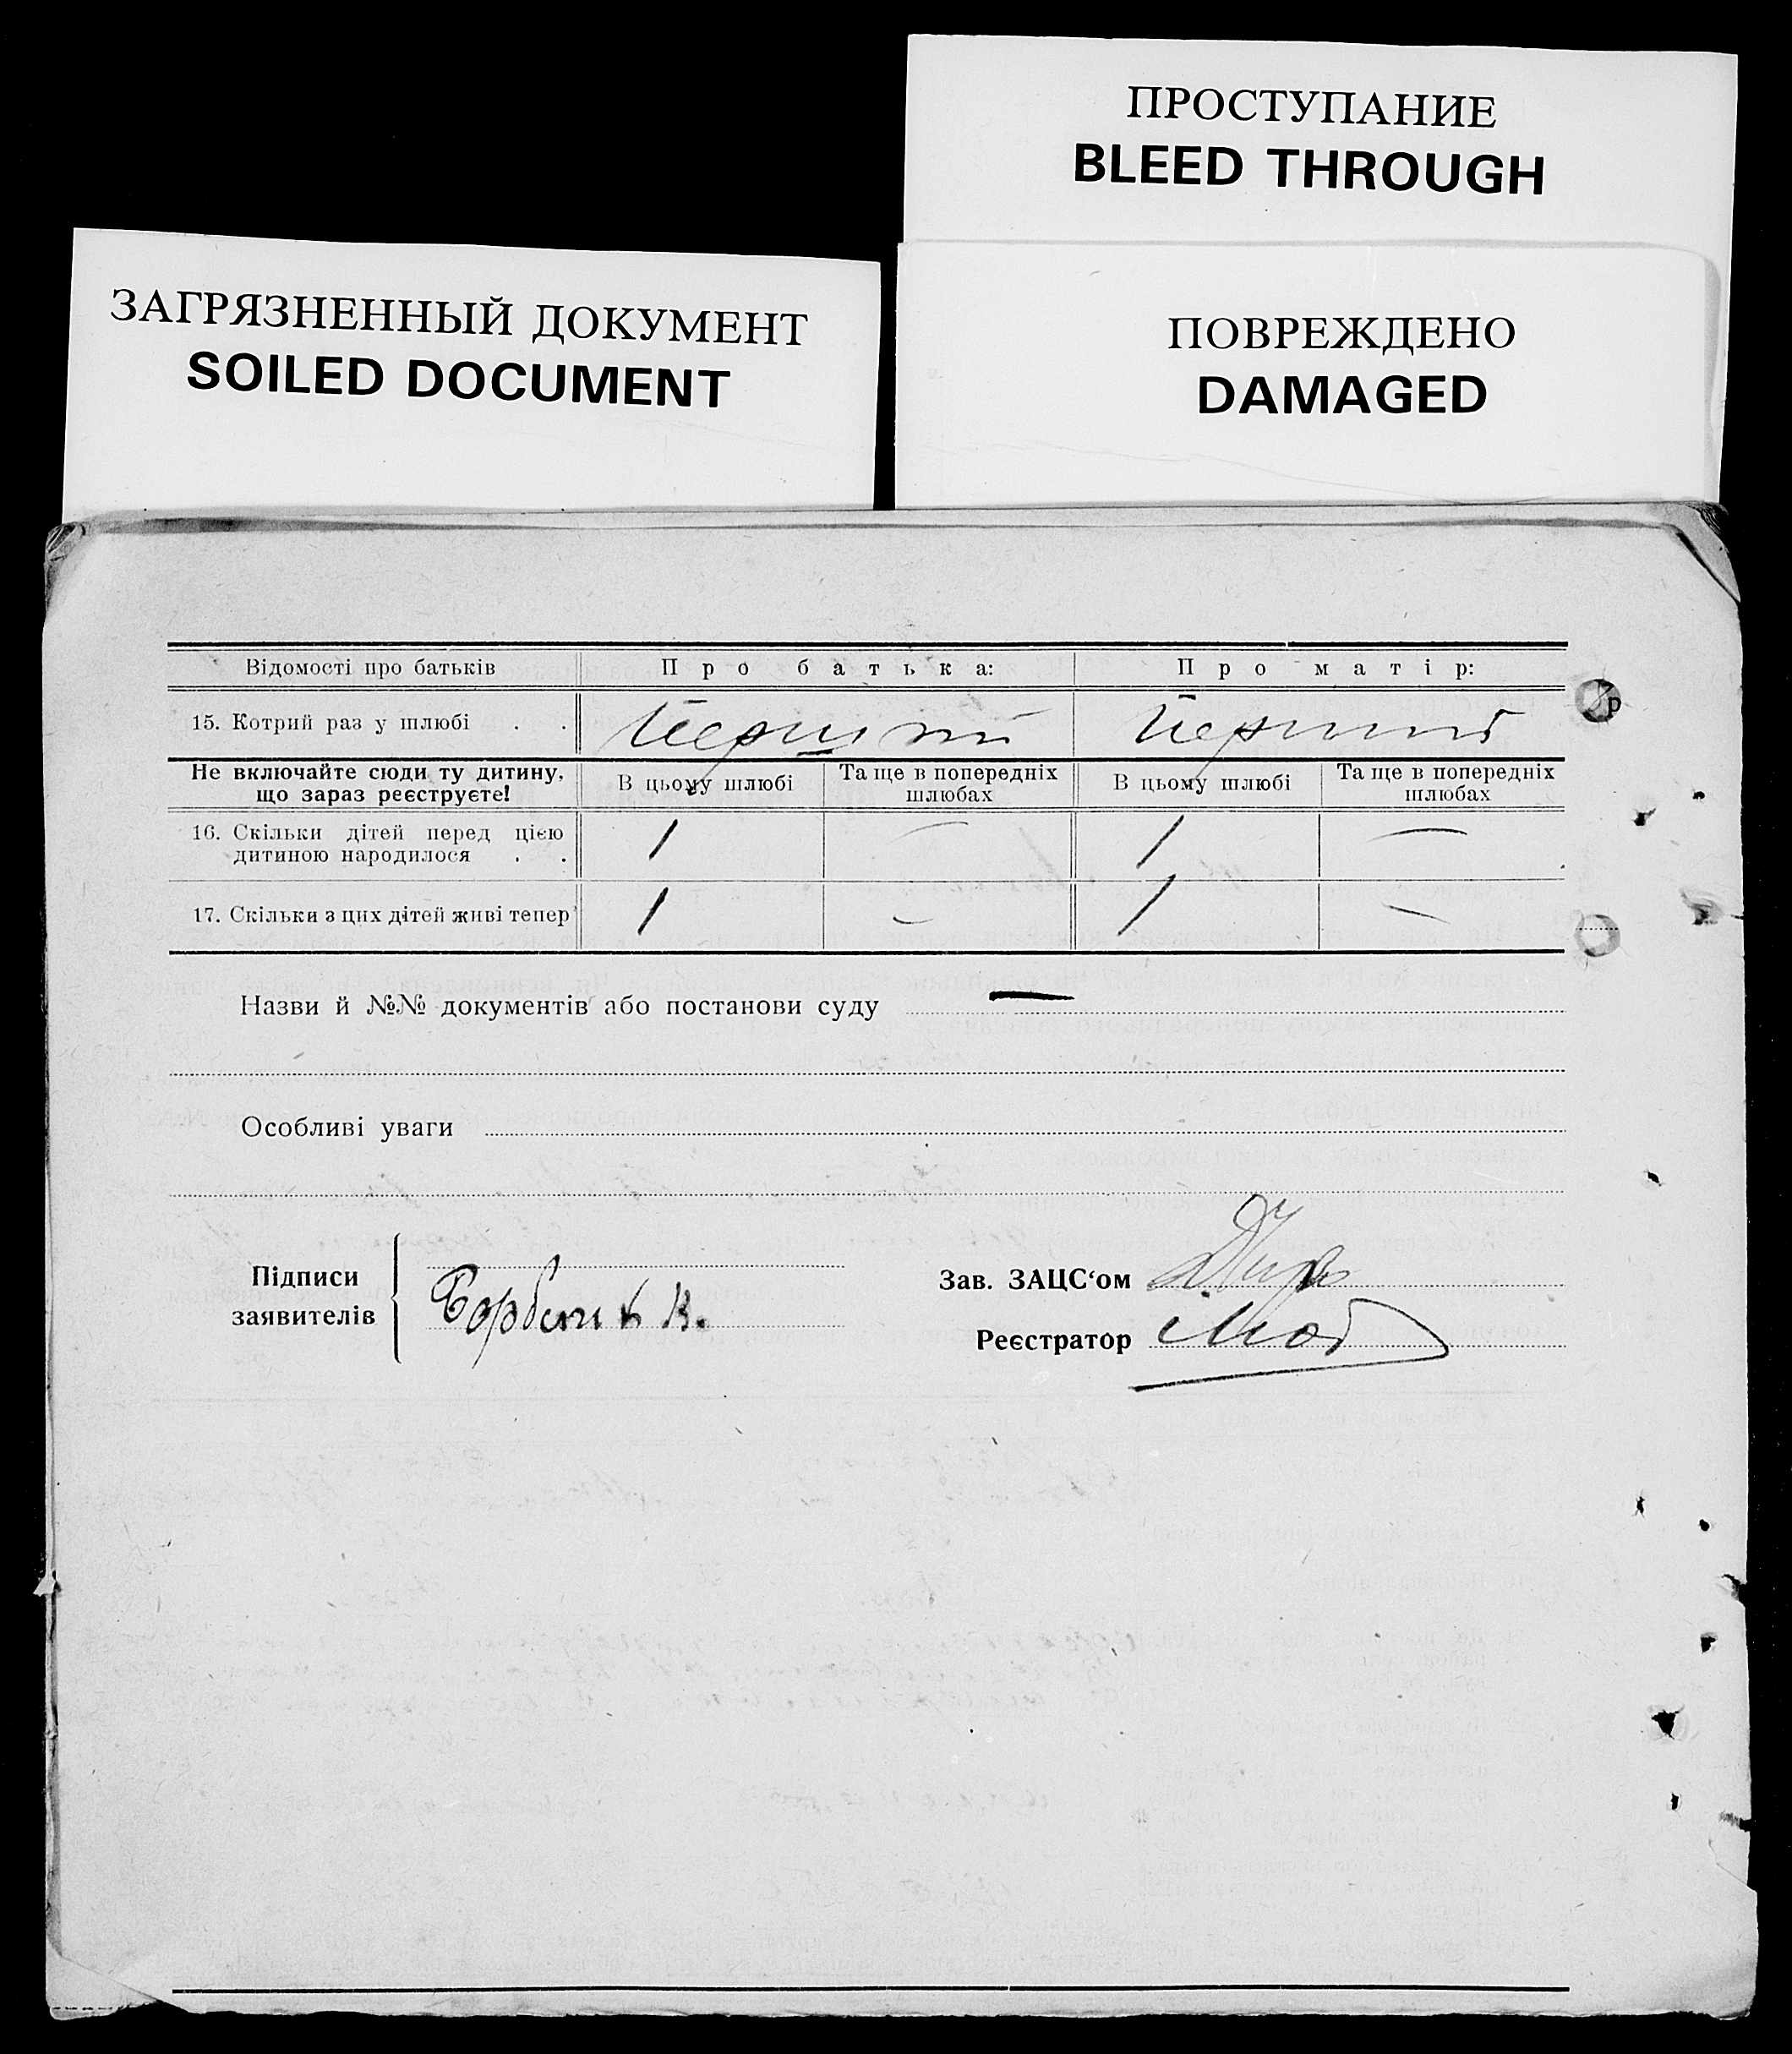 ПРОСТУПАНИЕ
BLEED THROUGH
ЗАГРЯЗНЕННЫЙ ДОКУМЕНТ
SOILED DOCUMENT
ПОВРЕЖДЕНО
DAMAGED
Відомості про батьків Про батька: Про матір:
15. Котрий раз у шлюбі . . Перший Перший
Не включайте сюди ту дитину, що зараз реєструєте! В цьому шлюбі Та ще в попередніх шлюбах В цьому шлюбі Та ще в попередніх шлюбах
16. Скільки дітей перед цією
дитиною народилося . . 1 — 1 —
17. Скільки з цих дітей живі тепер 1 — 1 —
Назви й №№ документів або постанови суду —
Особливі уваги
Підписи
заявителів
Зав. ЗАЦС‘ом
Реєстратор